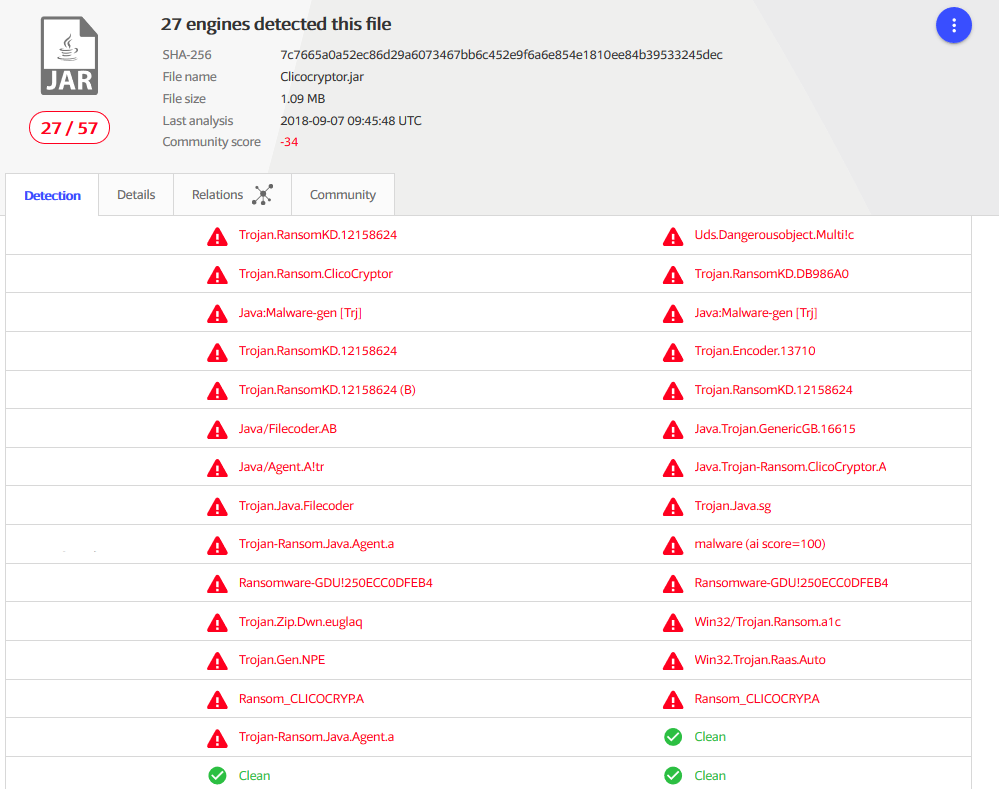 27 engines detected this file
SHA-256 7c7665a0a52ec86d29a6073467bb6c452e9f6a6e854e1810ee84b39533245dec
File name Clicocryptor.jar
File size 1.09 MB
Last analysis 2018-09-07 09:45:48 UTC
Community score -34
JAR
27 / 57
Detection Details Relations Community
Trojan.RansomKD.12158624 Uds.Dangerousobject.Multi!c
Trojan.Ransom.ClicoCryptor Trojan.RansomKD.DB986A0
Java:Malware-gen [Trj] Java:Malware-gen [Trj]
Trojan.RansomKD.12158624 Trojan.Encoder.13710
Trojan.RansomKD.12158624 (B) Trojan.RansomKD.12158624
Java/Filecoder.AB Java.Trojan.GenericGB.16615
Java/Agent.A!tr Java.Trojan-Ransom.ClicoCryptor.A
Trojan.Java.Filecoder Trojan.Java.sg
Trojan-Ransom.Java.Agent.a malware (ai score=100)
Ransomware-GDU!250ECC0DFEB4 Ransomware-GDU!250ECC0DFEB4
Trojan.Zip.Dwn.euglaq Win32/Trojan.Ransom.a1c
Trojan.Gen.NPE Win32.Trojan.Raas.Auto
Ransom_CLICOCRYP.A Ransom_CLICOCRYP.A
Trojan-Ransom.Java.Agent.a Clean
Clean Clean